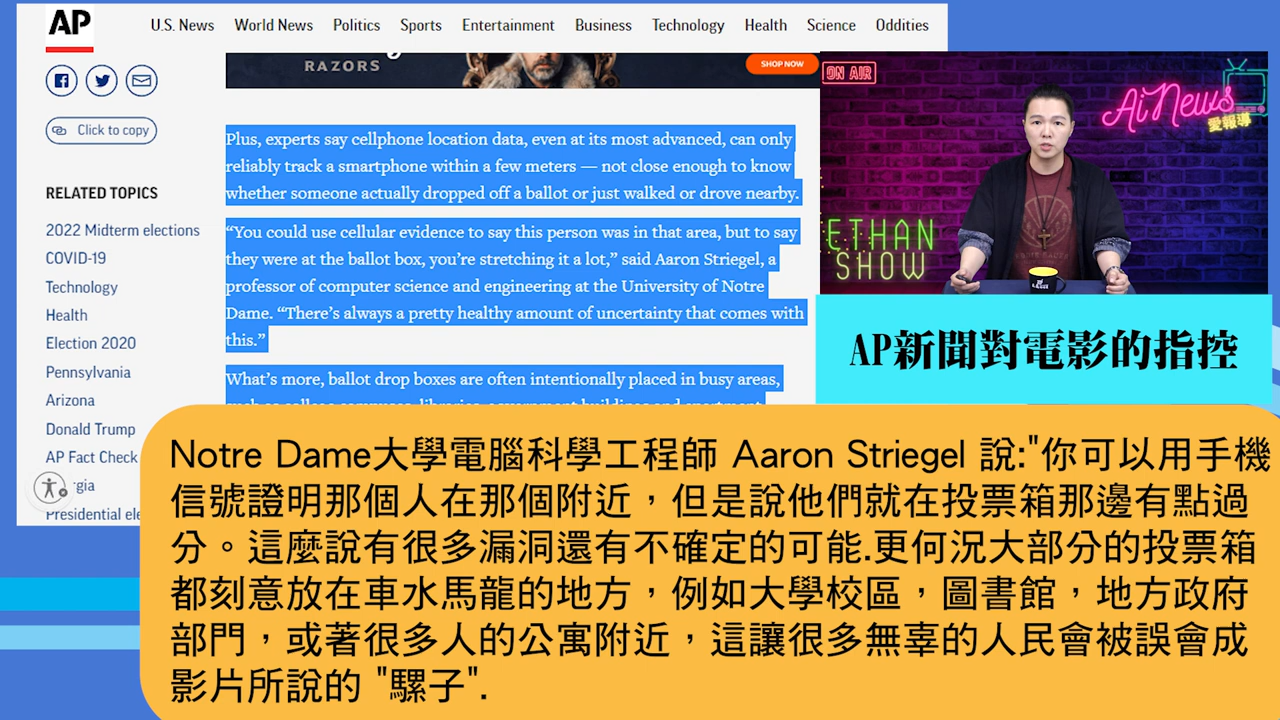 AP
U.S. News World News Politics Sports Entertainment Business Technology Health Science Oddities
RAZORS
SHOP NOW
Click to copy
RELATED TOPICS
2022 Midterm elections
COVID-19
Technology
Health
Election 2020
Pennsylvania
Arizona
Donald Trump
AP Fact Check
Plus, experts say cellphone location data, even at its most advanced, can only
reliably track a smartphone within a few meters — not close enough to know
whether someone actually dropped off a ballot or just walked or drove nearby.
“You could use cellular evidence to say this person was in that area, but to say
they were at the ballot box, you’re stretching it a lot,” said Aaron Striegel, a
professor of computer science and engineering at the University of Notre
Dame. “There’s always a pretty healthy amount of uncertainty that comes with
this.”
What’s more, ballot drop boxes are often intentionally placed in busy areas,
ON AIR
Ai News
愛報導
ETHAN
SHOW
AP新聞對電影的指控
Notre Dame大學電腦科學工程師 Aaron Striegel 說:"你可以用手機
信號證明那個人在那個附近，但是說他們就在投票箱那邊有點過
分。這麼說有很多漏洞還有不確定的可能.更何況大部分的投票箱
都刻意放在車水馬龍的地方，例如大學校區，圖書館，地方政府
部門，或著很多人的公寓附近，這讓很多無辜的人民會被誤會成
影片所說的 "騾子".